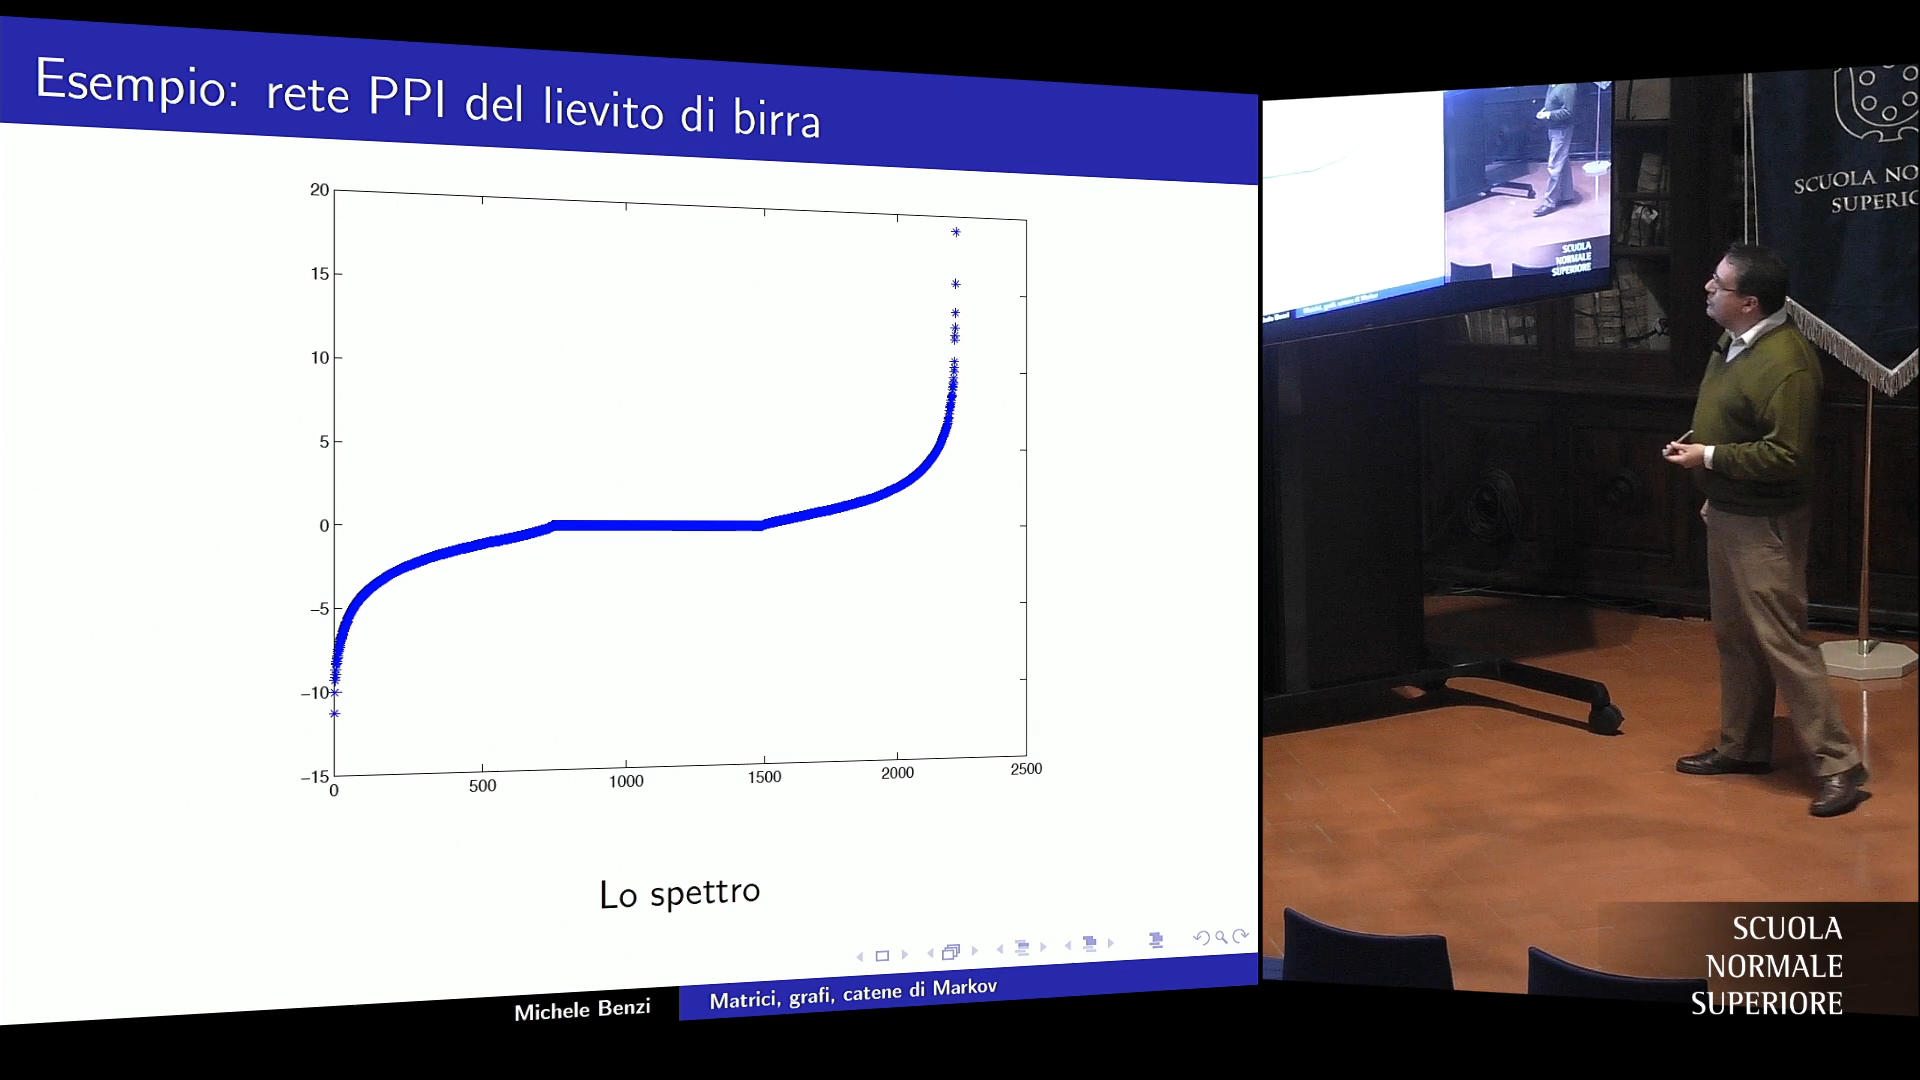 Esempio: rete PPI del lievito di birra
20
15
10
5
0
−5
−10
−15
0
500
1000
1500
2000
2500
Lo spettro
Michele Benzi
Matrici, grafi, catene di Markov
SCUOLA
NORMALE
SUPERIORE
SCUOLA NO
SUPERIO
SCUOLA
NORMALE
SUPERIORE